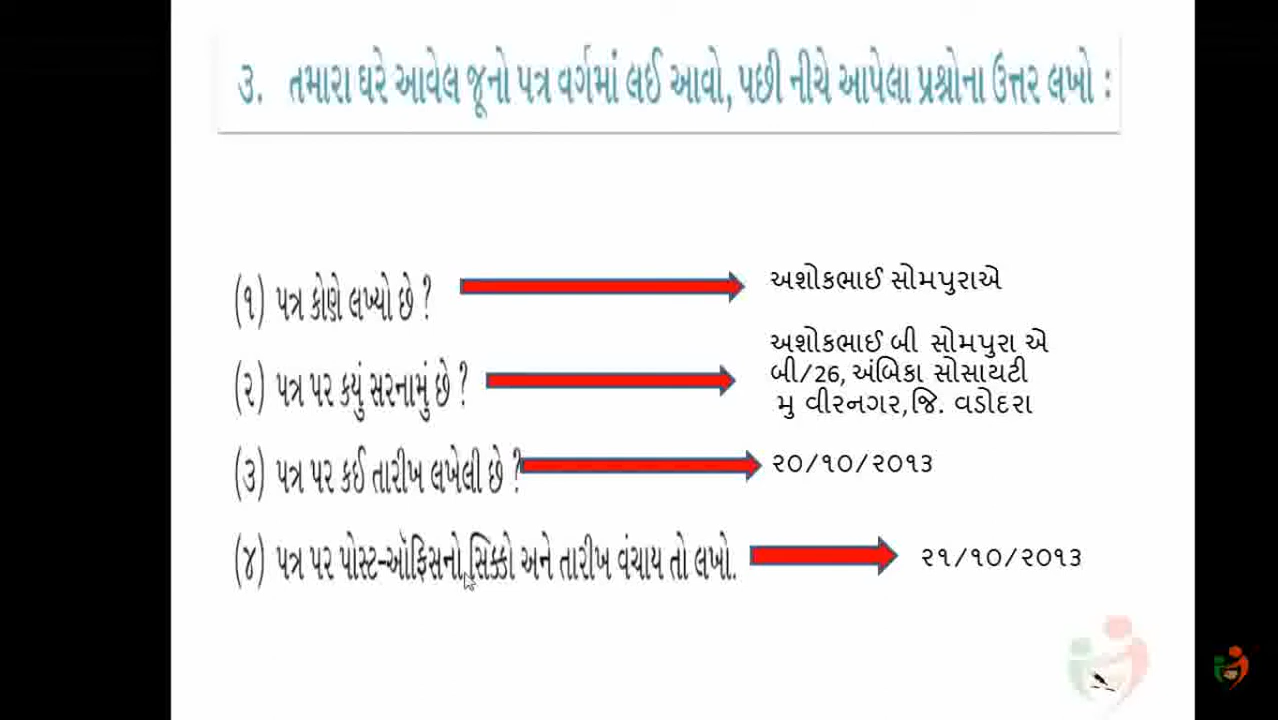 ૩. તમારા ઘરે આવેલ જૂનો પત્ર વર્ગમાં લઈ આવો, પછી નીચે આપેલા પ્રશ્નોના ઉત્તર લખો :
(૧) પત્ર કોણે લખ્યો છે ?
અશોકભાઈ સોમપુરાએ
(૨) પત્ર પર કયું સરનામું છે ?
અશોકભાઈ બી સોમપુરા એ
બી/26, અંબિકા સોસાયટી
મુ વીરનગર,જિ. વડોદરા
(૩) પત્ર પર કઈ તારીખ લખેલી છે ?
૨૦/૧૦/૨૦૧૩
(૪) પત્ર પર પોસ્ટ-ઑફિસનો સિક્કો અને તારીખ વંચાય તો લખો.
૨૧/૧૦/૨૦૧૩